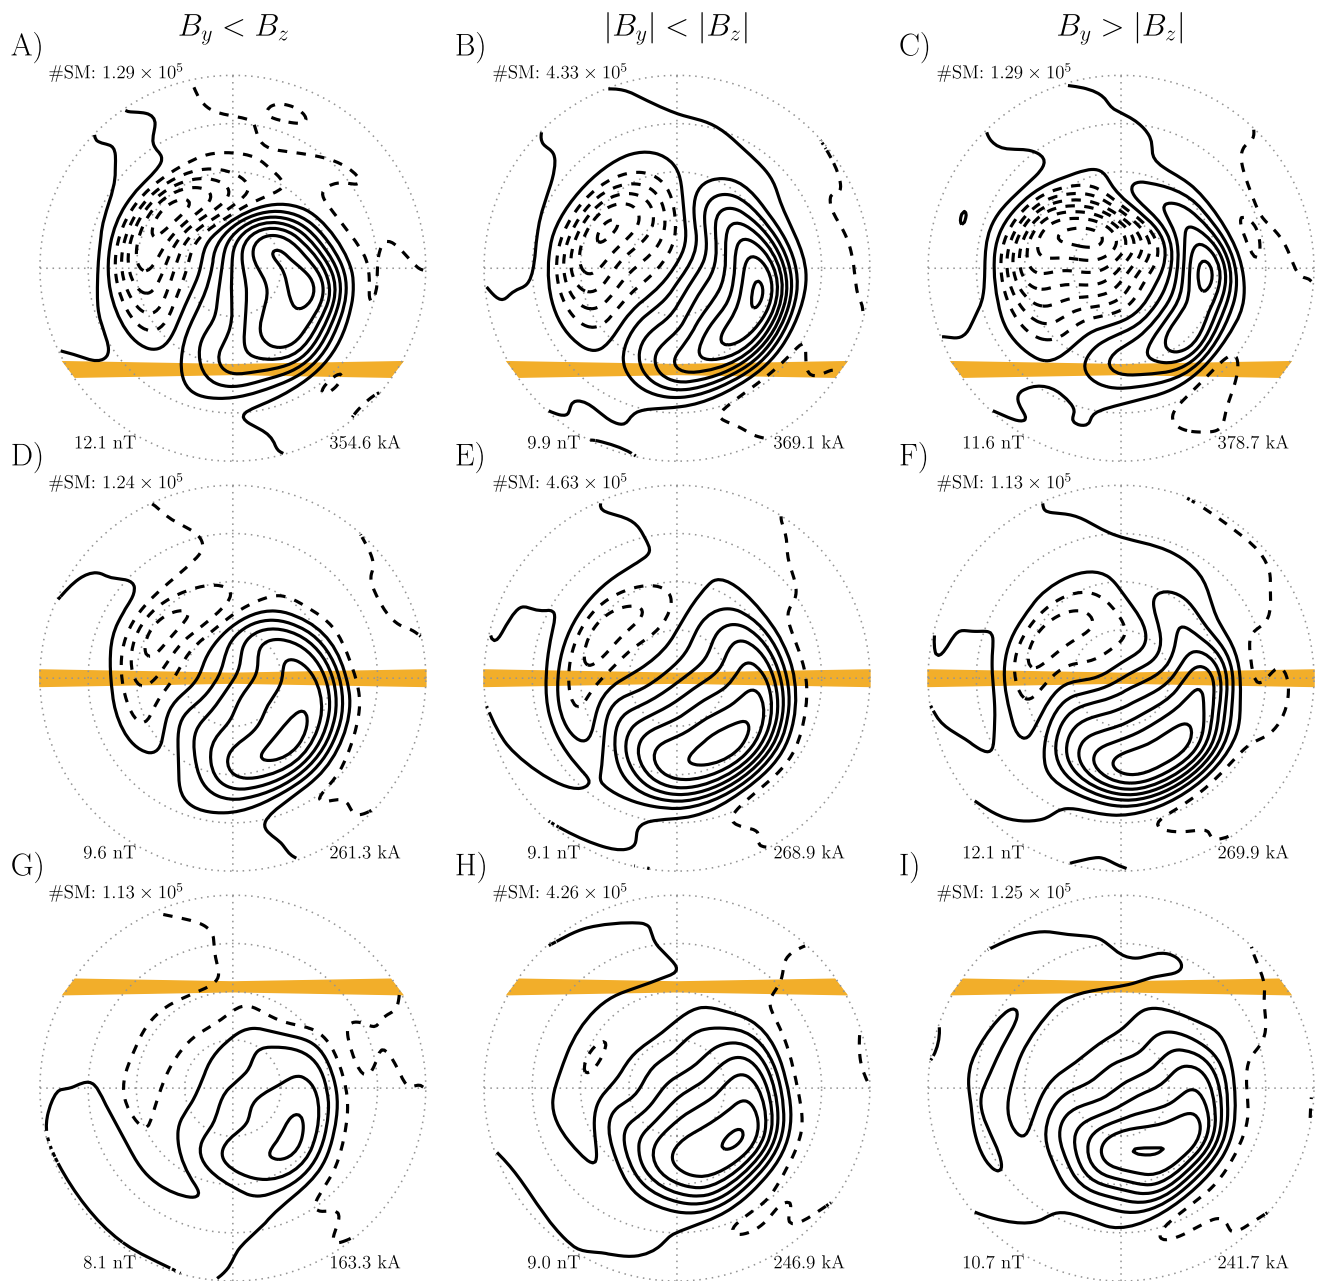 B_y < B_z
|B_y| < |B_z|
B_y > |B_z|
A)
#SM: 1.29 × 10^5
12.1 nT
354.6 kA
B)
#SM: 4.33 × 10^5
9.9 nT
369.1 kA
C)
#SM: 1.29 × 10^5
11.6 nT
378.7 kA
D)
#SM: 1.24 × 10^5
9.6 nT
261.3 kA
E)
#SM: 4.63 × 10^5
9.1 nT
268.9 kA
F)
#SM: 1.13 × 10^5
12.1 nT
269.9 kA
G)
#SM: 1.13 × 10^5
8.1 nT
163.3 kA
H)
#SM: 4.26 × 10^5
9.0 nT
246.9 kA
I)
#SM: 1.25 × 10^5
10.7 nT
241.7 kA